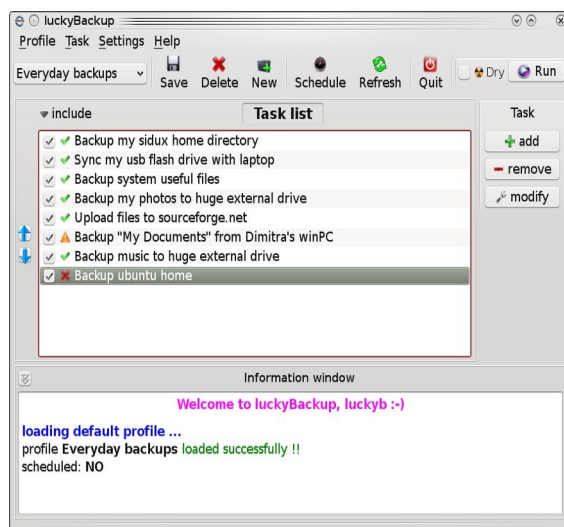 luckyBackup
Profile Task Settings Help
Everyday backups Save Delete New Schedule Refresh Quit Dry Run
include Task list Task
Backup my sidux home directory
Sync my usb flash drive with laptop
Backup system useful files
Backup my photos to huge external drive
Upload files to sourceforge.net
Backup "My Documents" from Dimitra's winPC
Backup music to huge external drive
Backup ubuntu home
add
remove
modify
Information window
Welcome to luckyBackup, luckyb :-)
loading default profile ...
profile Everyday backups loaded successfully !!
scheduled: NO